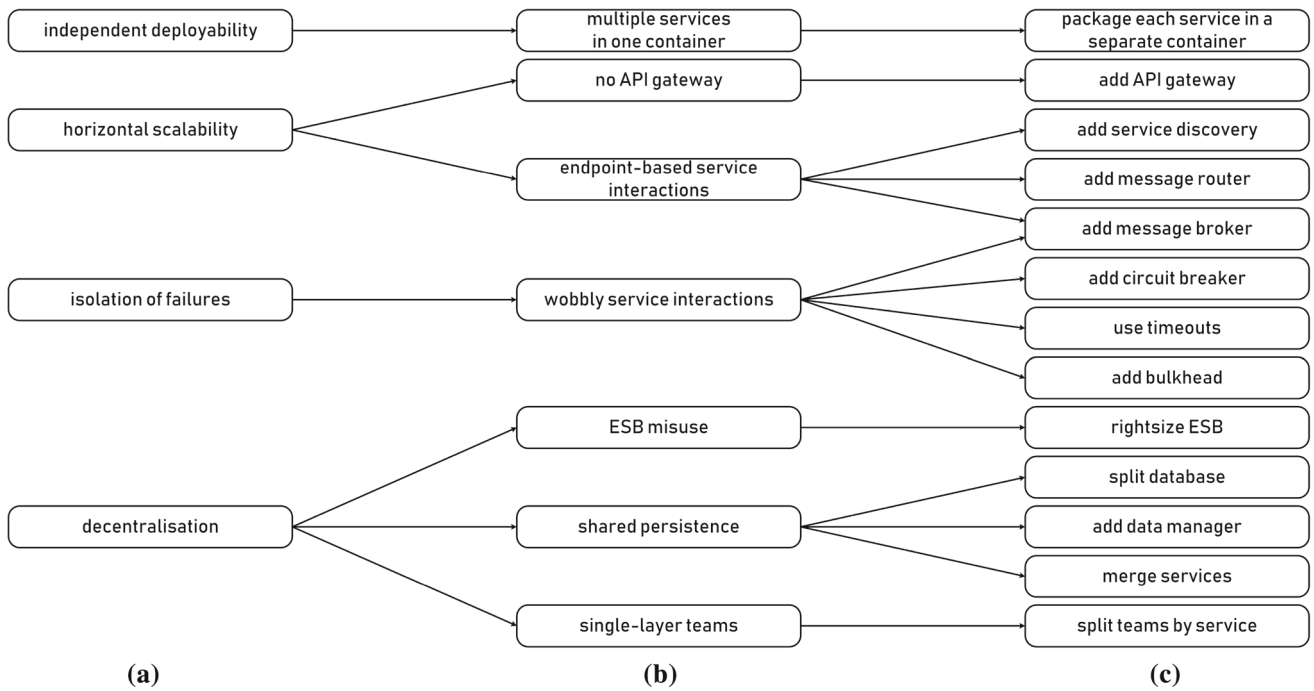 independent deployability
multiple services
in one container
package each service in a
separate container
no API gateway
add API gateway
horizontal scalability
add service discovery
endpoint-based service
interactions
add message router
add message broker
isolation of failures
wobbly service interactions
add circuit breaker
use timeouts
add bulkhead
ESB misuse
rightsize ESB
split database
decentralisation
shared persistence
add data manager
merge services
single-layer teams
split teams by service
(a)
(b)
(c)